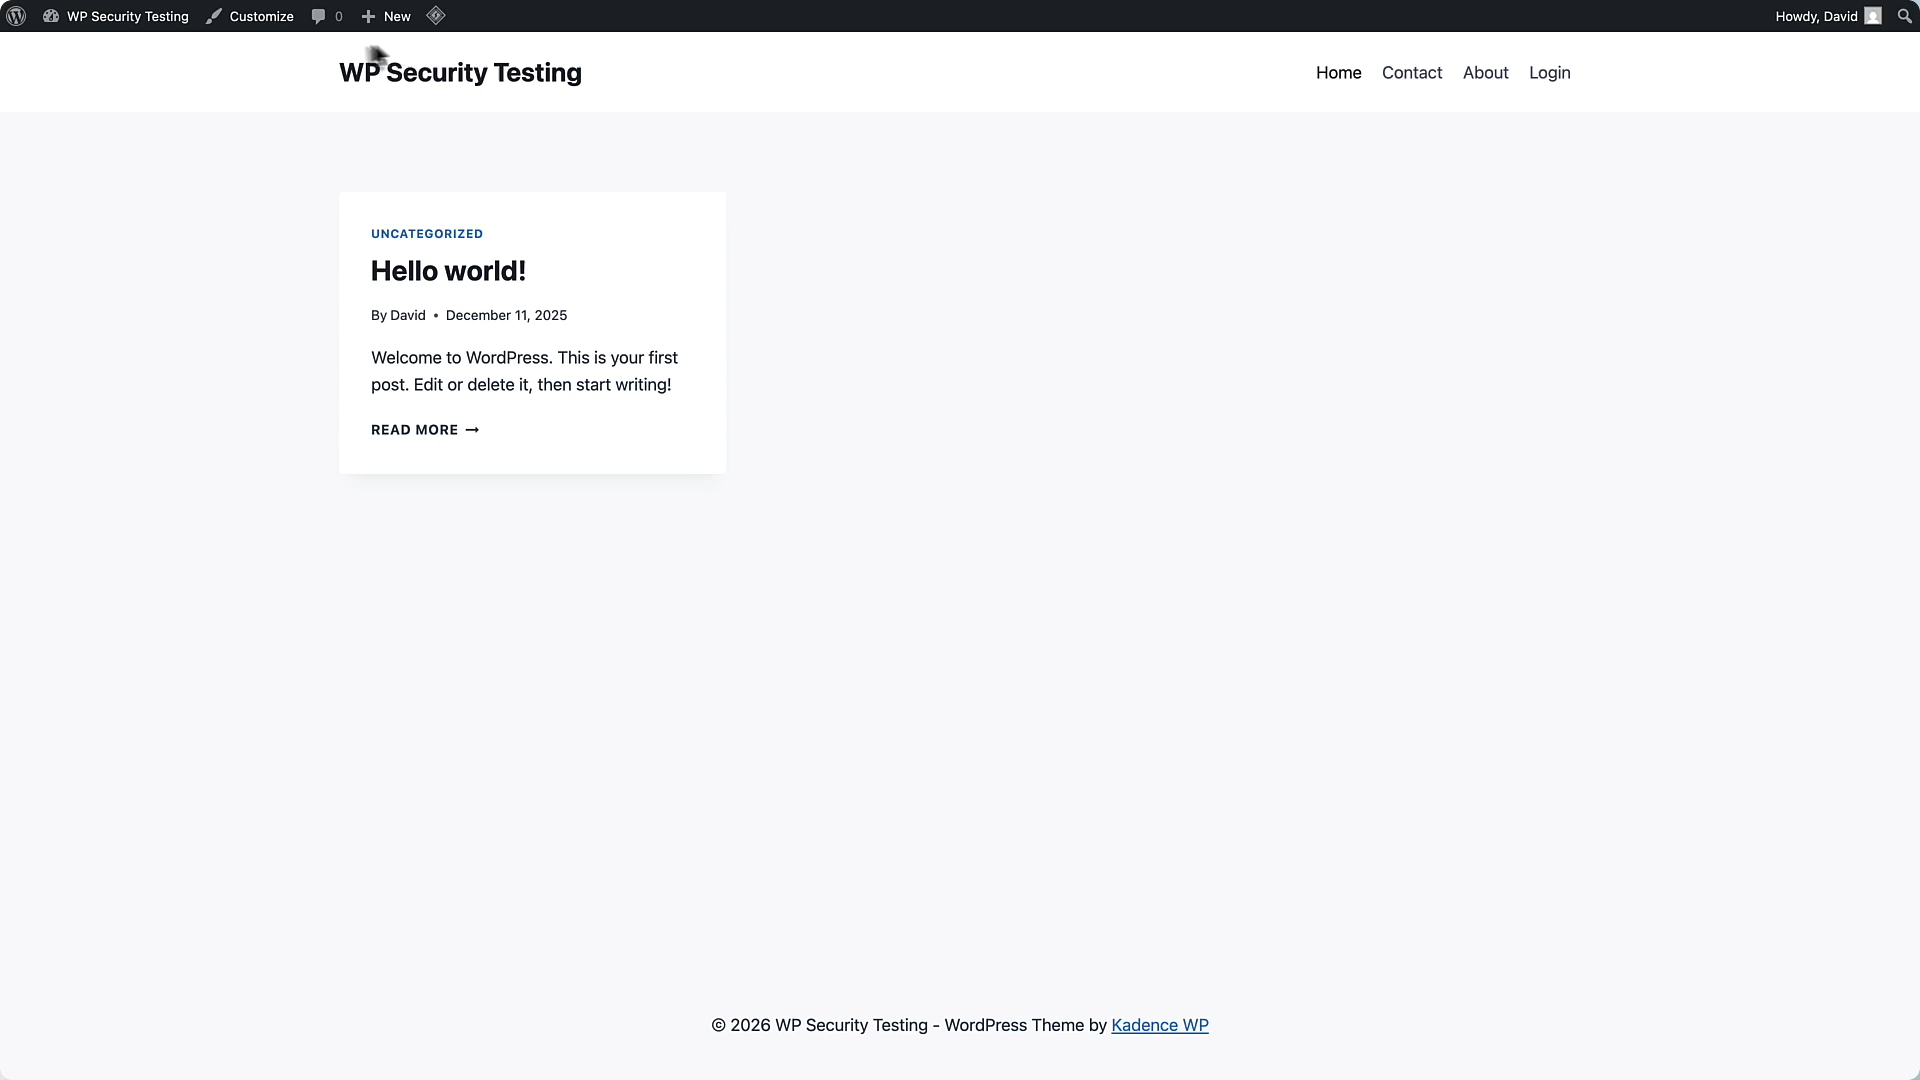 WP Security Testing Customize 0 New Howdy, David
WP Security Testing
Home Contact About Login
UNCATEGORIZED
Hello world!
By David • December 11, 2025
Welcome to WordPress. This is your first
post. Edit or delete it, then start writing!
READ MORE →
© 2026 WP Security Testing - WordPress Theme by Kadence WP